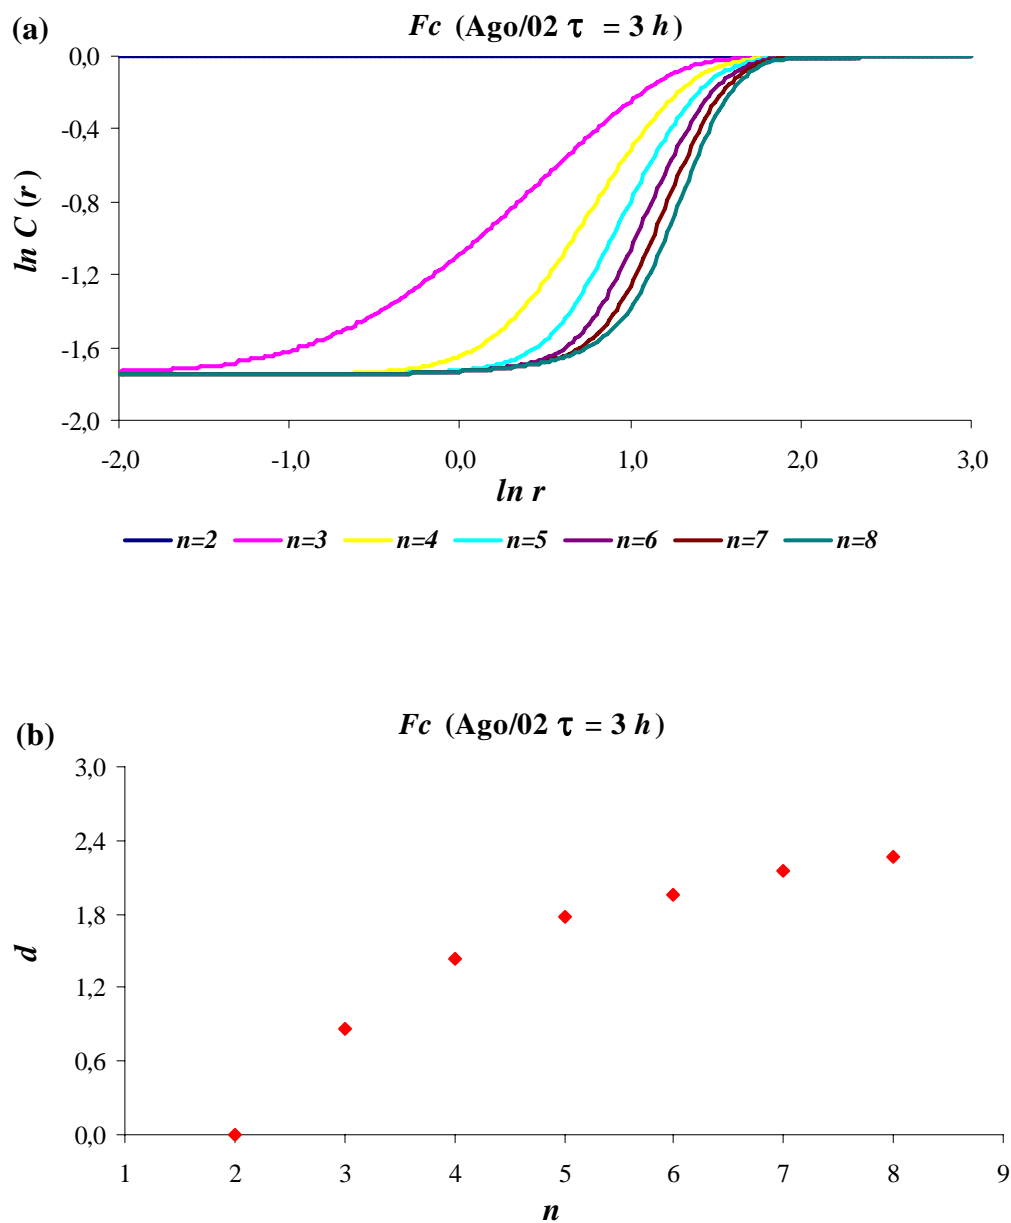 (a)
Fc (Ago/02 τ = 3 h)
0,0
-0,4
-0,8
-1,2
-1,6
-2,0
ln C (r)
-2,0 -1,0 0,0 1,0 2,0 3,0
ln r
n=2 n=3 n=4 n=5 n=6 n=7 n=8
(b)
Fc (Ago/02 τ = 3 h)
3,0
2,4
1,8
1,2
0,6
0,0
d
1 2 3 4 5 6 7 8 9
n